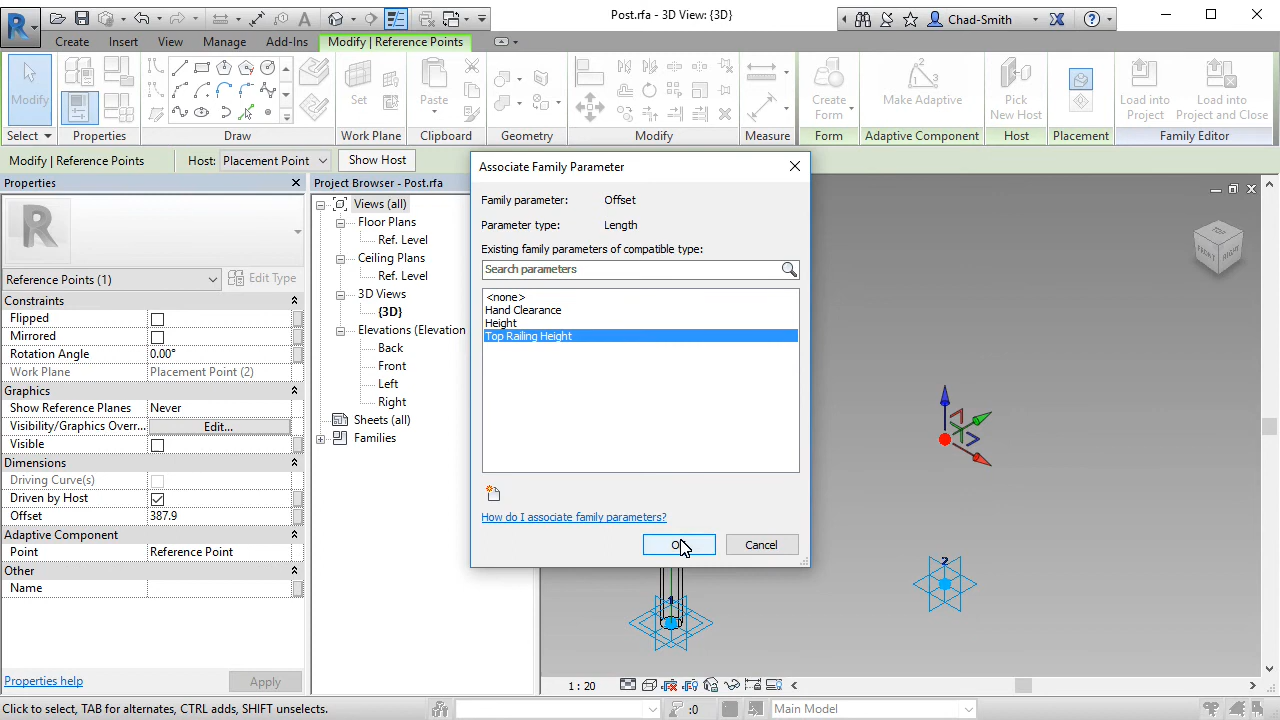 Post.rfa - 3D View: {3D}
Chad-Smith
Create
Insert
View
Manage
Add-Ins
Modify | Reference Points
Modify
Set
Paste
Create
Form
Make Adaptive
Pick
New Host
Load into
Project
Load into
Project and Close
Select
Properties
Draw
Work Plane
Clipboard
Geometry
Modify
Measure
Form
Adaptive Component
Host
Placement
Family Editor
Modify | Reference Points
Host:
Placement Point
Show Host
Properties
Reference Points (1)
Edit Type
Constraints
Flipped
Mirrored
Rotation Angle
0.00°
Work Plane
Placement Point (2)
Graphics
Show Reference Planes
Never
Visibility/Graphics Overr...
Edit...
Visible
Dimensions
Driving Curve(s)
Driven by Host
Offset
387.9
Adaptive Component
Point
Reference Point
Other
Name
Properties help
Apply
Project Browser - Post.rfa
Views (all)
Floor Plans
Ref. Level
Ceiling Plans
Ref. Level
3D Views
{3D}
Elevations (Elevation
Back
Front
Left
Right
Sheets (all)
Families
Associate Family Parameter
Family parameter:
Offset
Parameter type:
Length
Existing family parameters of compatible type:
Search parameters
<none>
Hand Clearance
Height
Top Railing Height
How do I associate family parameters?
Cancel
TOP
1
2
1 : 20
Click to select, TAB for alternates, CTRL adds, SHIFT unselects.
:0
Main Model